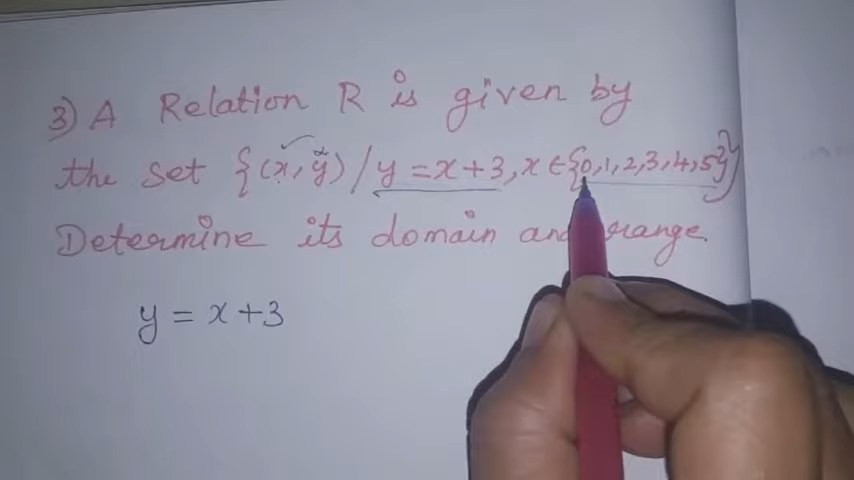 3) A Relation R is given by
the set {(x, y) / y = x + 3, x ∈ {0, 1, 2, 3, 4, 5}}
Determine its domain and range.
y = x + 3